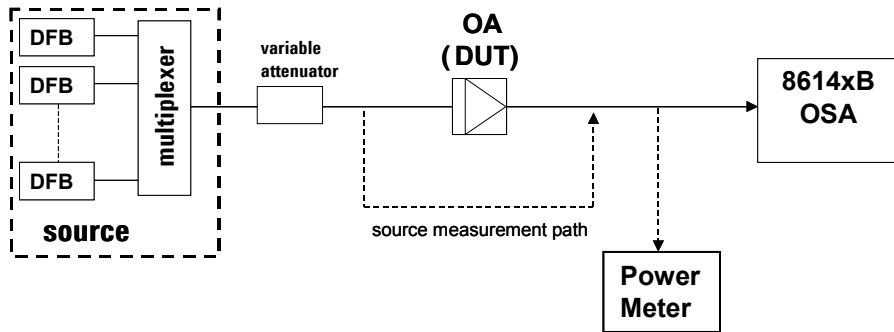 DFB
DFB
DFB
multiplexer
source
variable
attenuator
OA
(DUT)
source measurement path
8614xB
OSA
Power
Meter